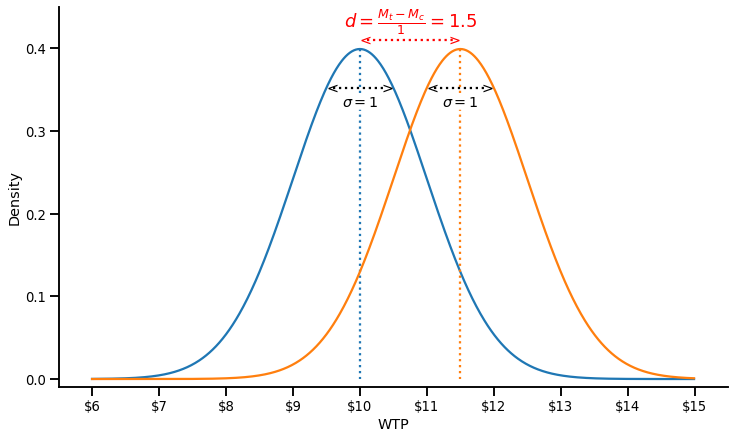 d = \frac{M_t - M_c}{1} = 1.5
0.4
σ = 1 σ = 1
0.3
Density
0.2
0.1
0.0
$6 $7 $8 $9 $10 $11 $12 $13 $14 $15
WTP